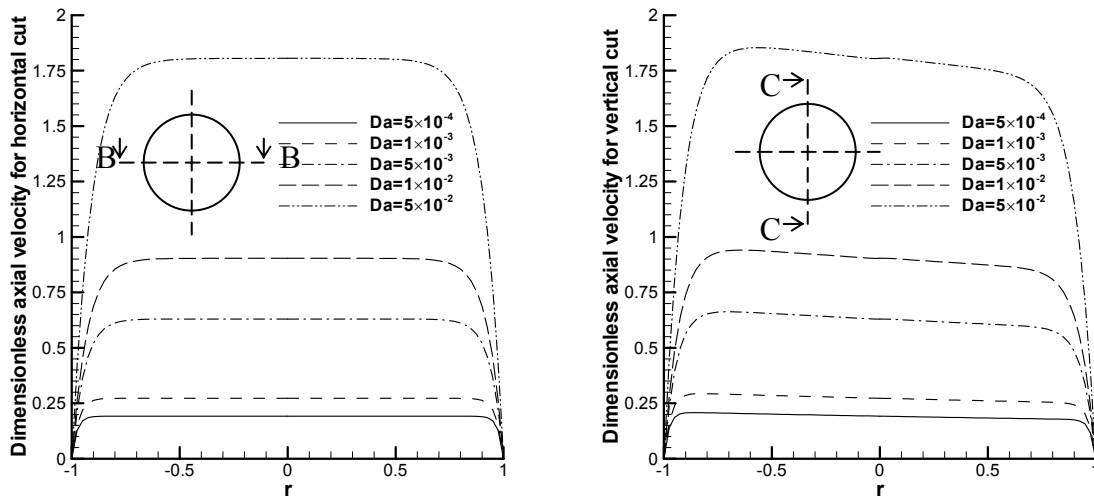 Dimensionless axial velocity for horizontal cut
2
1.75
1.5
1.25
1
0.75
0.5
0.25
0
-1
-0.5
0
0.5
1
r
B
B
Da=5×10-4
Da=1×10-3
Da=5×10-3
Da=1×10-2
Da=5×10-2
Dimensionless axial velocity for vertical cut
2
1.75
1.5
1.25
1
0.75
0.5
0.25
0
-1
-0.5
0
0.5
1
r
C
C
Da=5×10-4
Da=1×10-3
Da=5×10-3
Da=1×10-2
Da=5×10-2